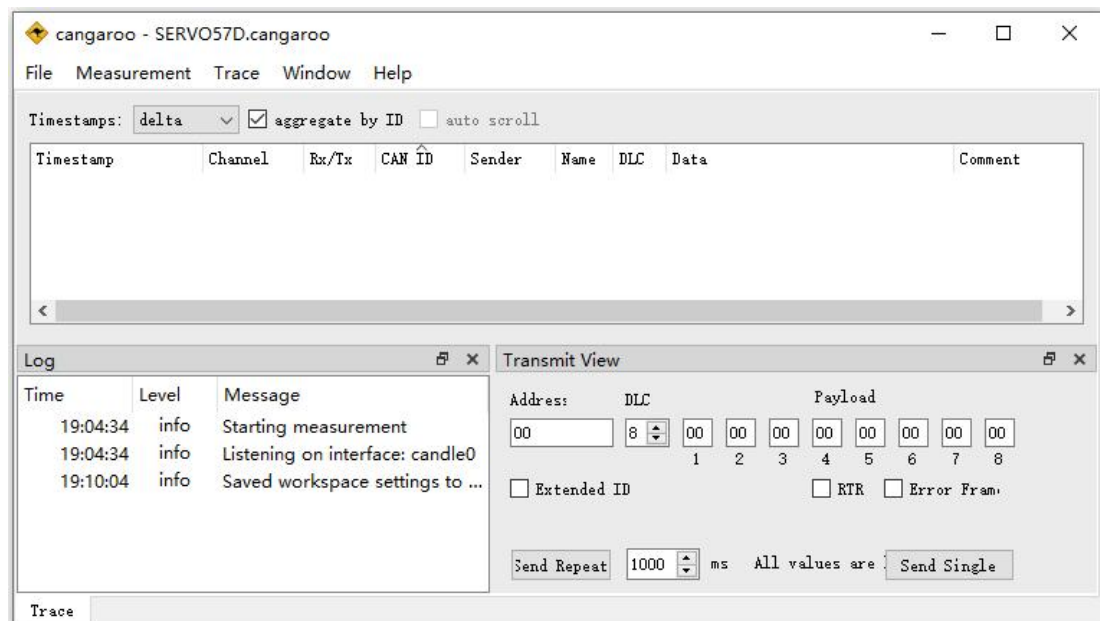 cangaroo - SERVO57D.cangaroo
File Measurement Trace Window Help
Timestamps: delta aggregate by ID auto scroll
Timestamp Channel Rx/Tx CAN ID Sender Name DLC Data Comment
Log
Time Level Message
19:04:34 info Starting measurement
19:04:34 info Listening on interface: candle0
19:10:04 info Saved workspace settings to ...
Transmit View
Address: DLC Payload
00 8 00 00 00 00 00 00 00 00
1 2 3 4 5 6 7 8
Extended ID RTR Error Fram
Send Repeat 1000 ms All values are Send Single
Trace